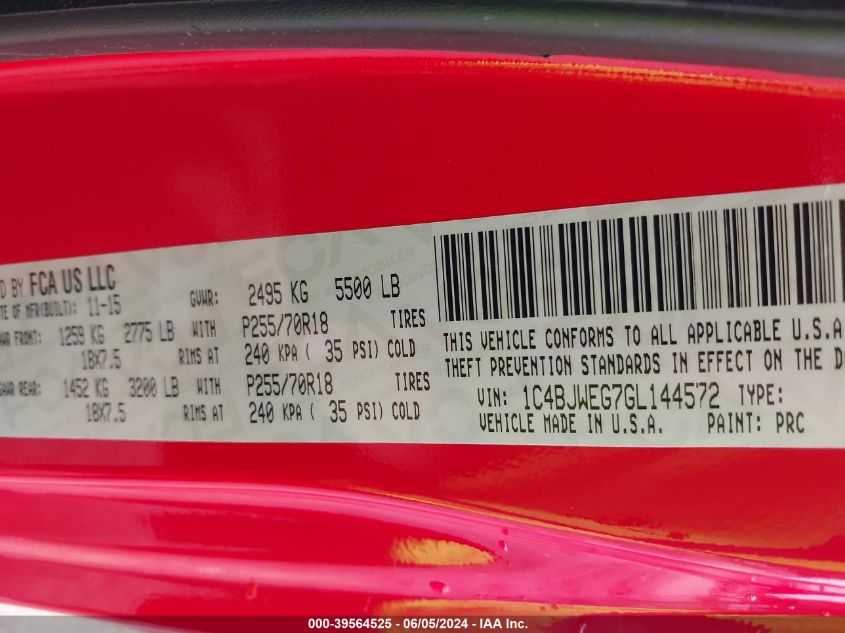 D BY FCA US LLC
TE OF MFR(BUILT): 11-15 GVWR: 2495 KG 5500 LB
WR FRONT: 1259 KG 2775 LB WITH P255/70R18 TIRES
18X7.5 RIMS AT 240 KPA ( 35 PSI) COLD
GAWR REAR: 1452 KG 3200 LB WITH P255/70R18 TIRES
18X7.5 RIMS AT 240 KPA ( 35 PSI) COLD
THIS VEHICLE CONFORMS TO ALL APPLICABLE U.S.A
THEFT PREVENTION STANDARDS IN EFFECT ON THE D
VIN: 1C4BJWEG7GL144572 TYPE:
VEHICLE MADE IN U.S.A. PAINT: PRC
000-39564525 - 06/05/2024 - IAA Inc.